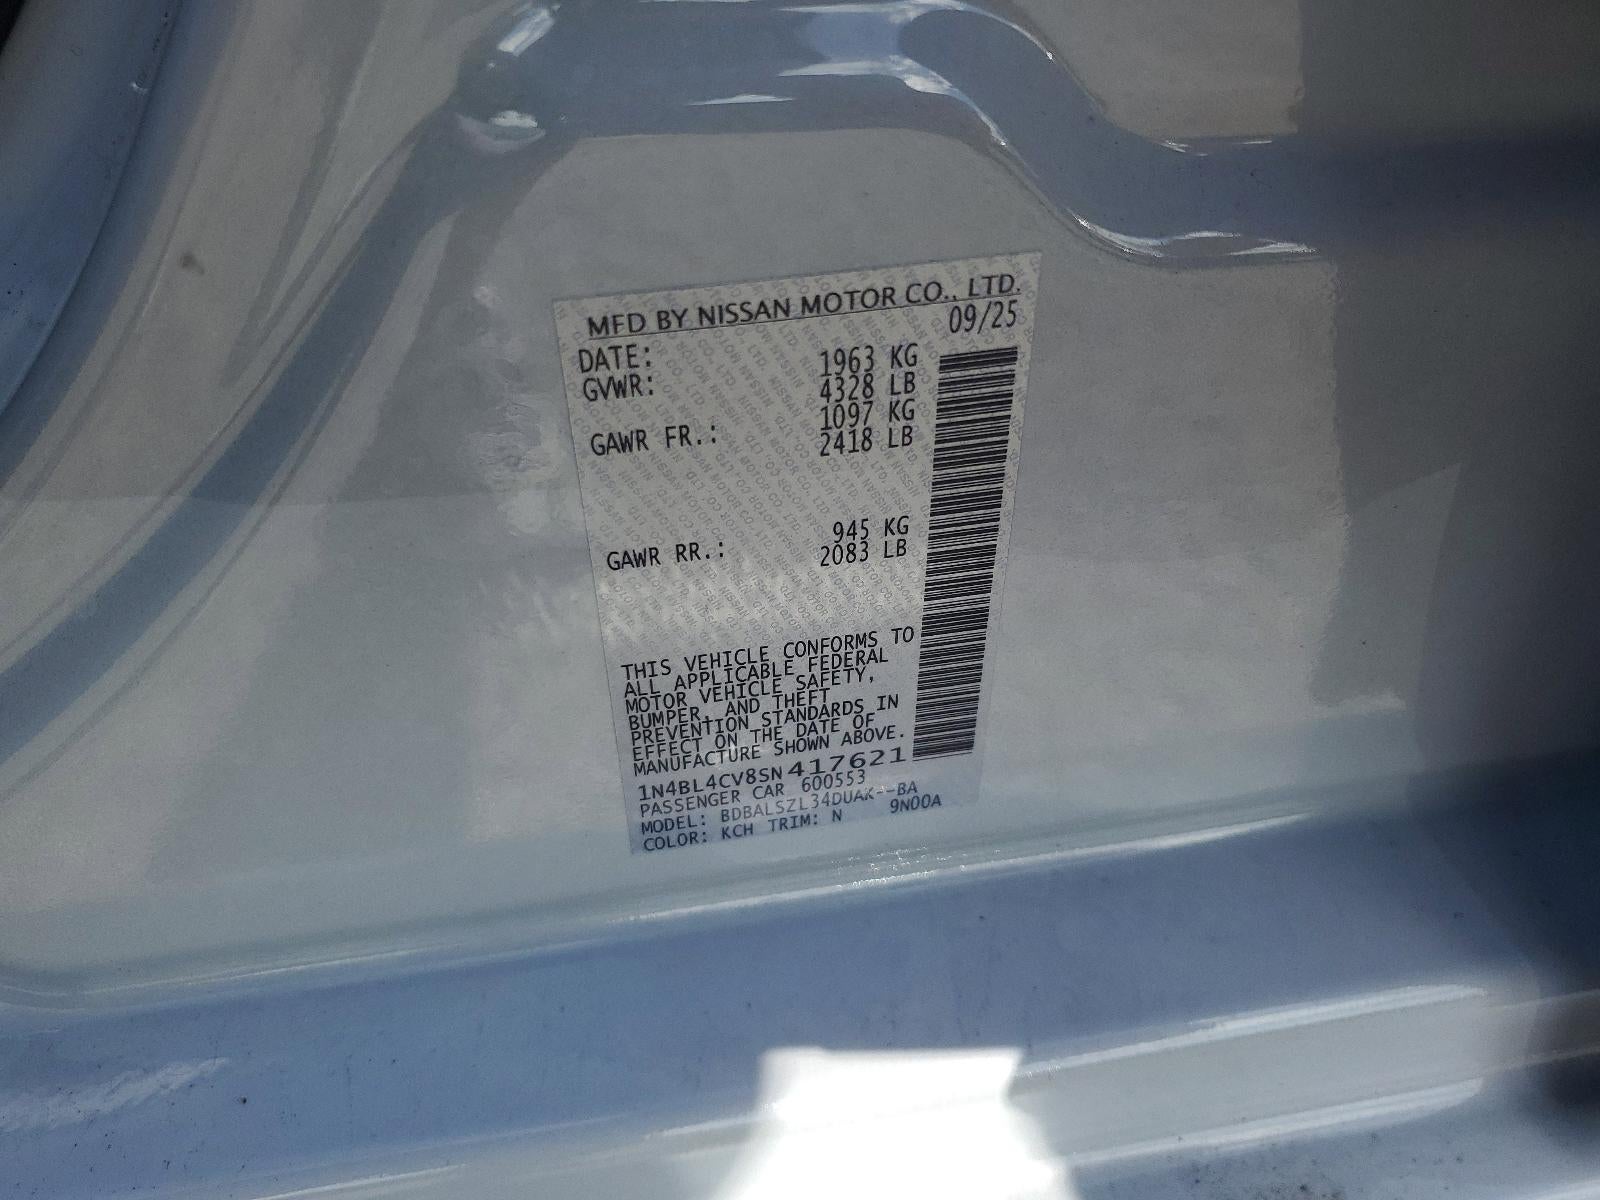 MFD BY NISSAN MOTOR CO., LTD.
DATE: 09/25
GVWR: 1963 KG
4328 LB
GAWR FR.: 1097 KG
2418 LB
GAWR RR.: 945 KG
2083 LB
THIS VEHICLE CONFORMS TO
ALL APPLICABLE FEDERAL
MOTOR VEHICLE SAFETY,
BUMPER, AND THEFT
PREVENTION STANDARDS IN
EFFECT ON THE DATE OF
MANUFACTURE SHOWN ABOVE.
1N4BL4CV8SN417621
PASSENGER CAR 600553
MODEL: BDBALSZL34DUAK--BA
COLOR: KCH TRIM: N 9N00A